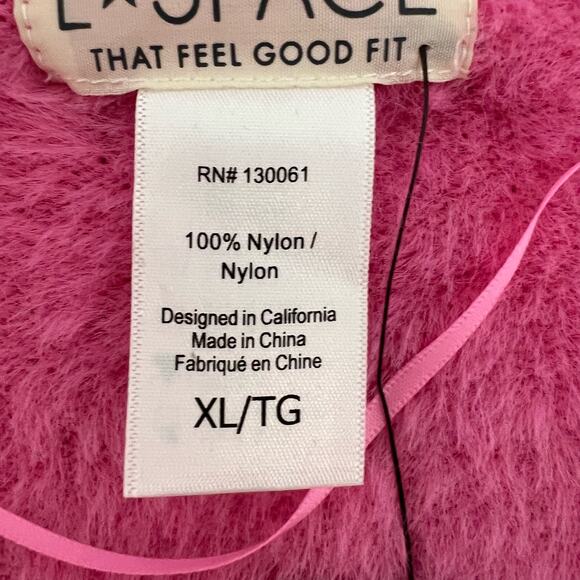 L★SPACE
THAT FEEL GOOD FIT
RN# 130061
100% Nylon /
Nylon
Designed in California
Made in China
Fabriqué en Chine
XL/TG